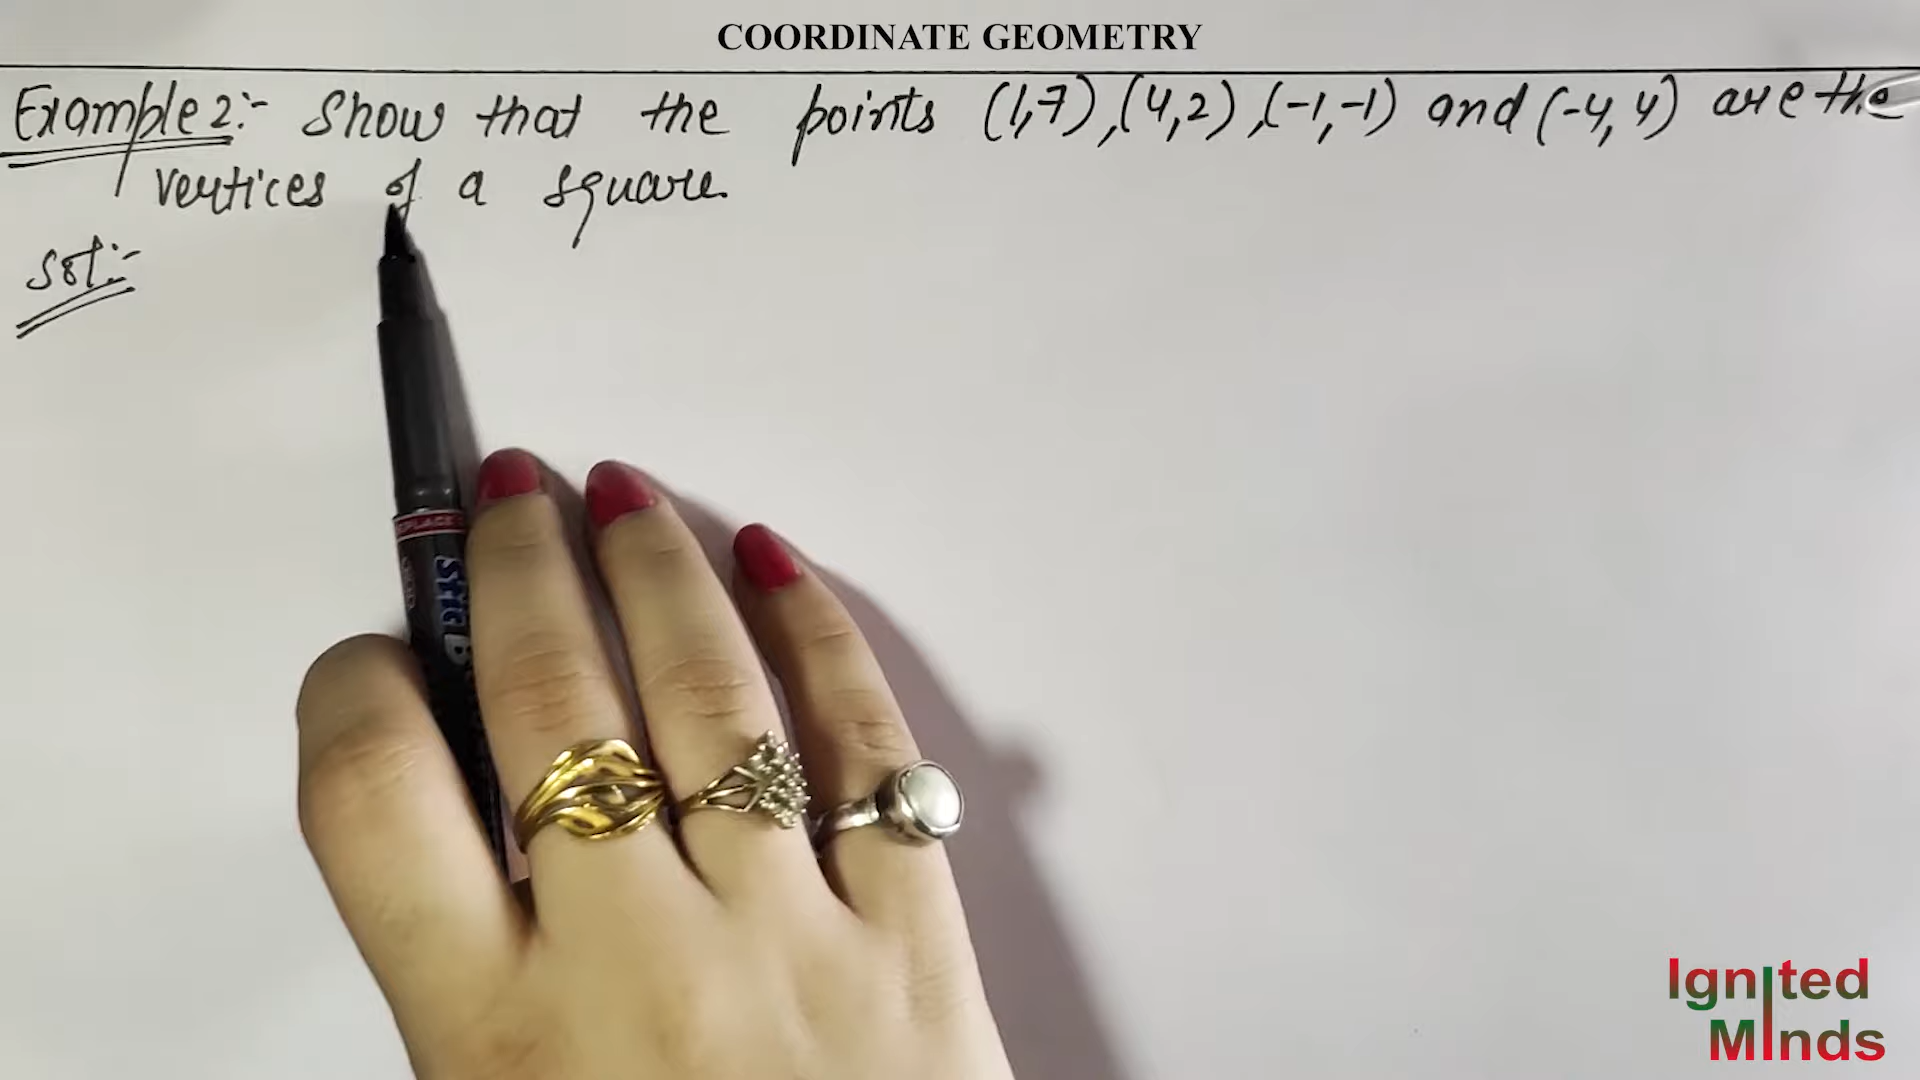 COORDINATE GEOMETRY
Example 2:- Show that the points (1,7), (4,2), (-1,-1) and (-4, 4) are the
vertices of a square.
Sol:-
Ignited
Minds